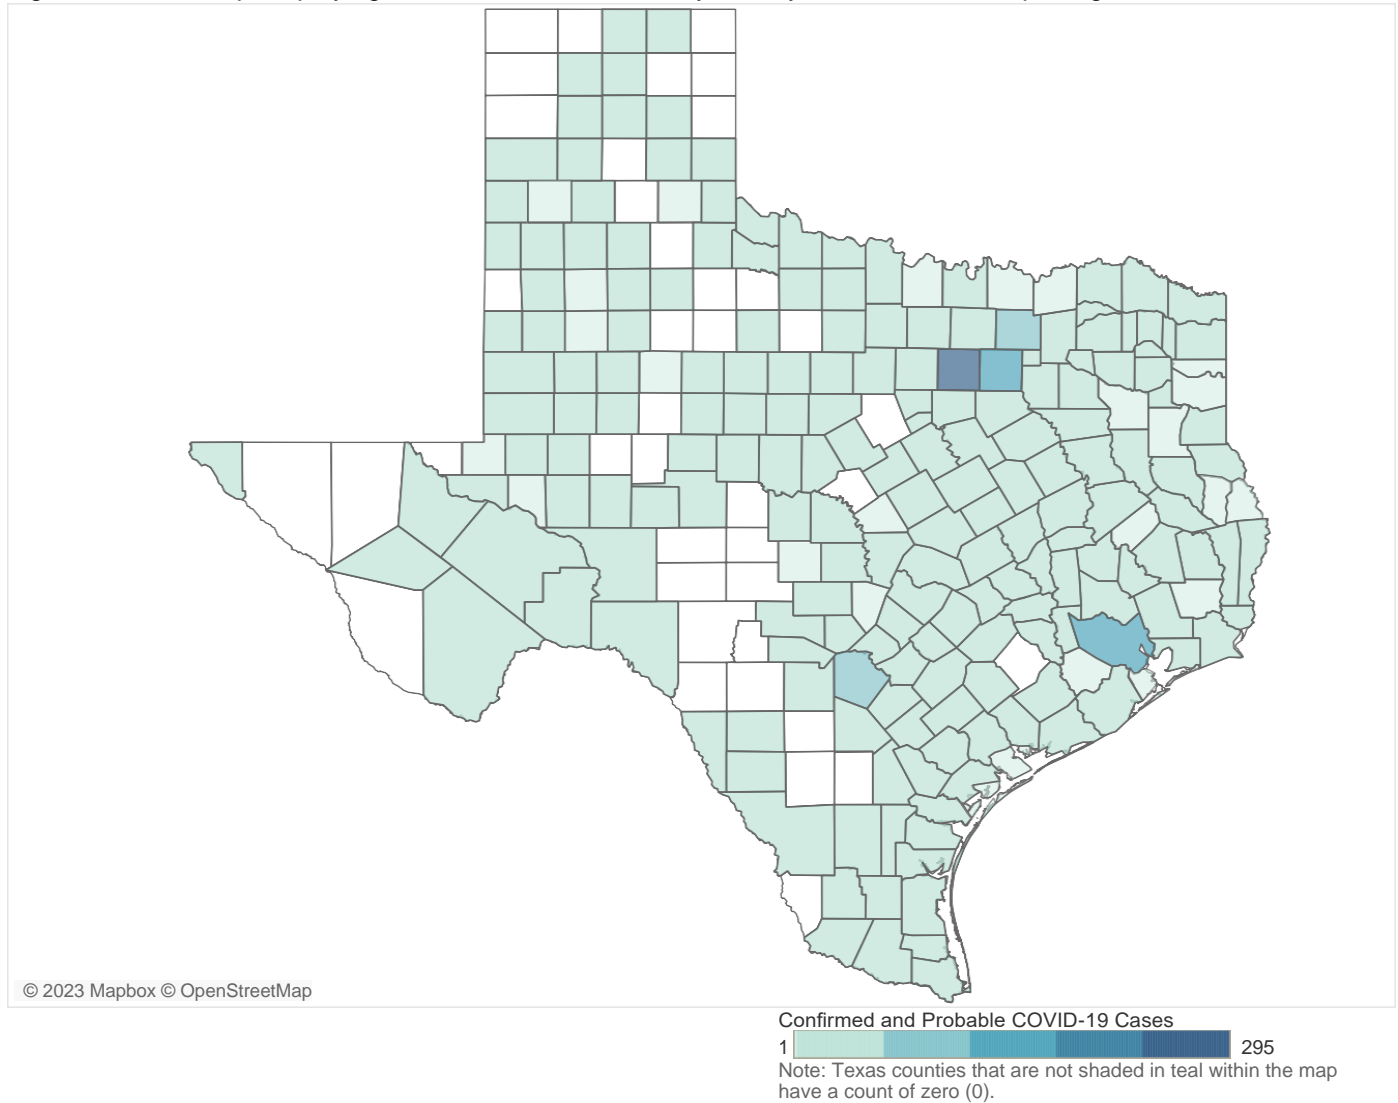 © 2023 Mapbox © OpenStreetMap
Confirmed and Probable COVID-19 Cases
1 295
Note: Texas counties that are not shaded in teal within the map
have a count of zero (0).